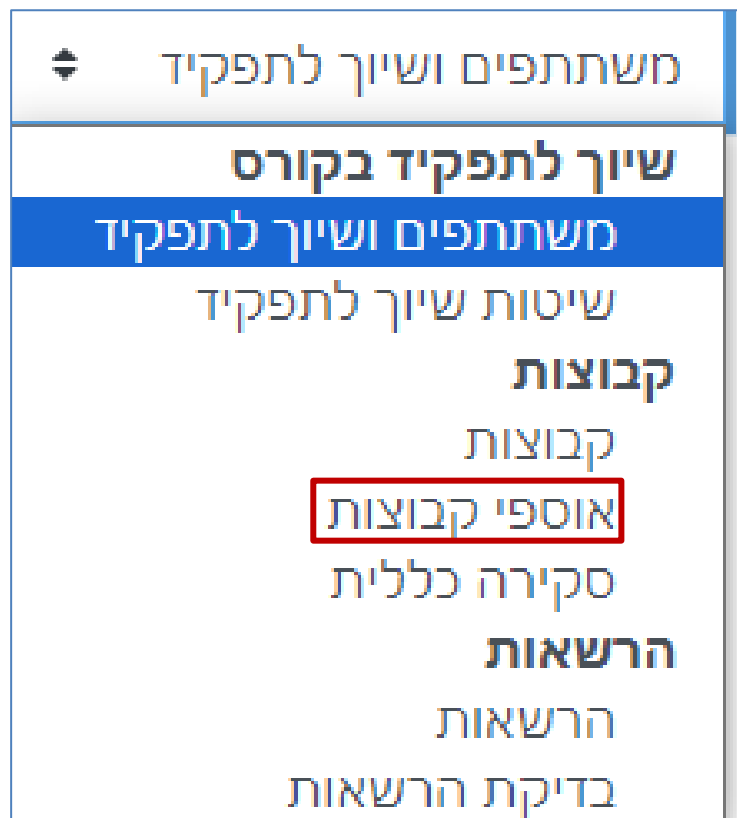 משתתפים ושיוך לתפקיד
שיוך לתפקיד בקורס
משתתפים ושיוך לתפקיד
שיטות שיוך לתפקיד
קבוצות
קבוצות
אוספי קבוצות
סקירה כללית
הרשאות
הרשאות
בדיקת הרשאות